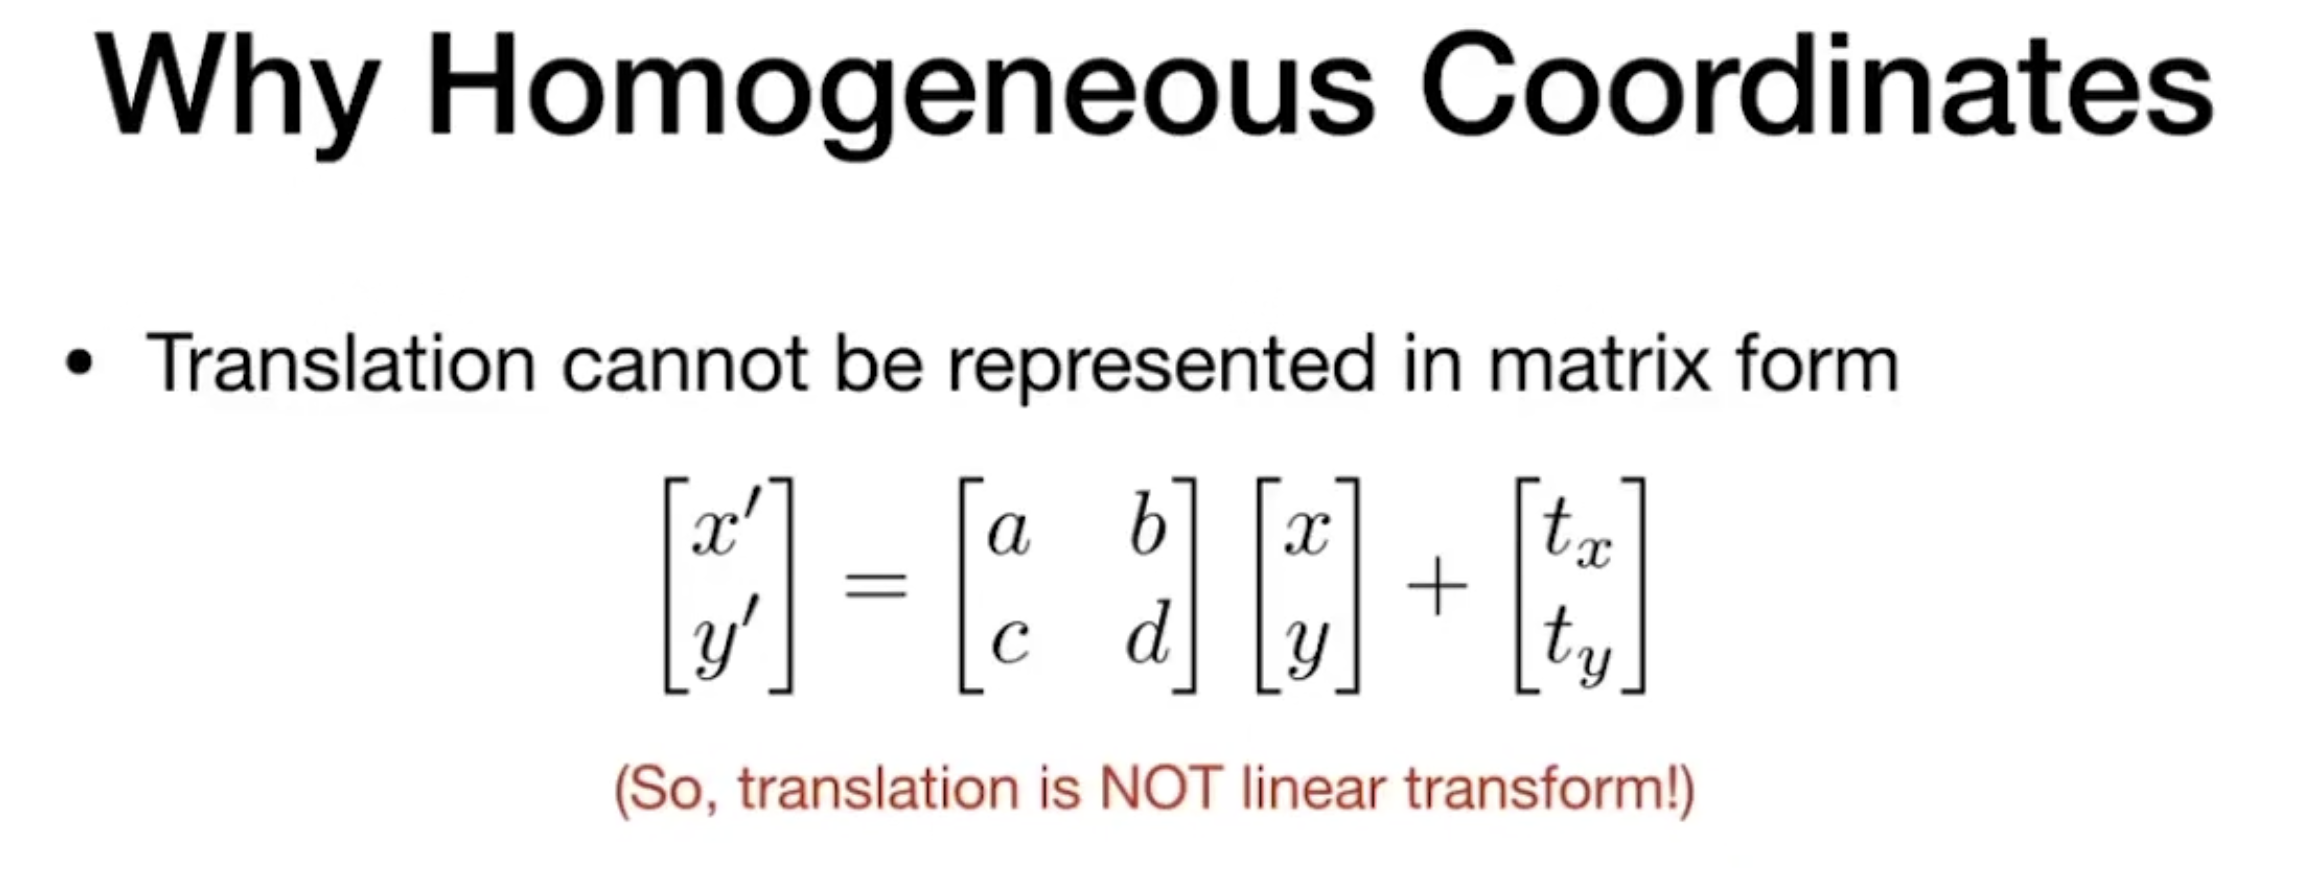 Why Homogeneous Coordinates
• Translation cannot be represented in matrix form
$$\begin{bmatrix} x' \\ y' \end{bmatrix} = \begin{bmatrix} a & b \\ c & d \end{bmatrix} \begin{bmatrix} x \\ y \end{bmatrix} + \begin{bmatrix} t_x \\ t_y \end{bmatrix}$$
(So, translation is NOT linear transform!)